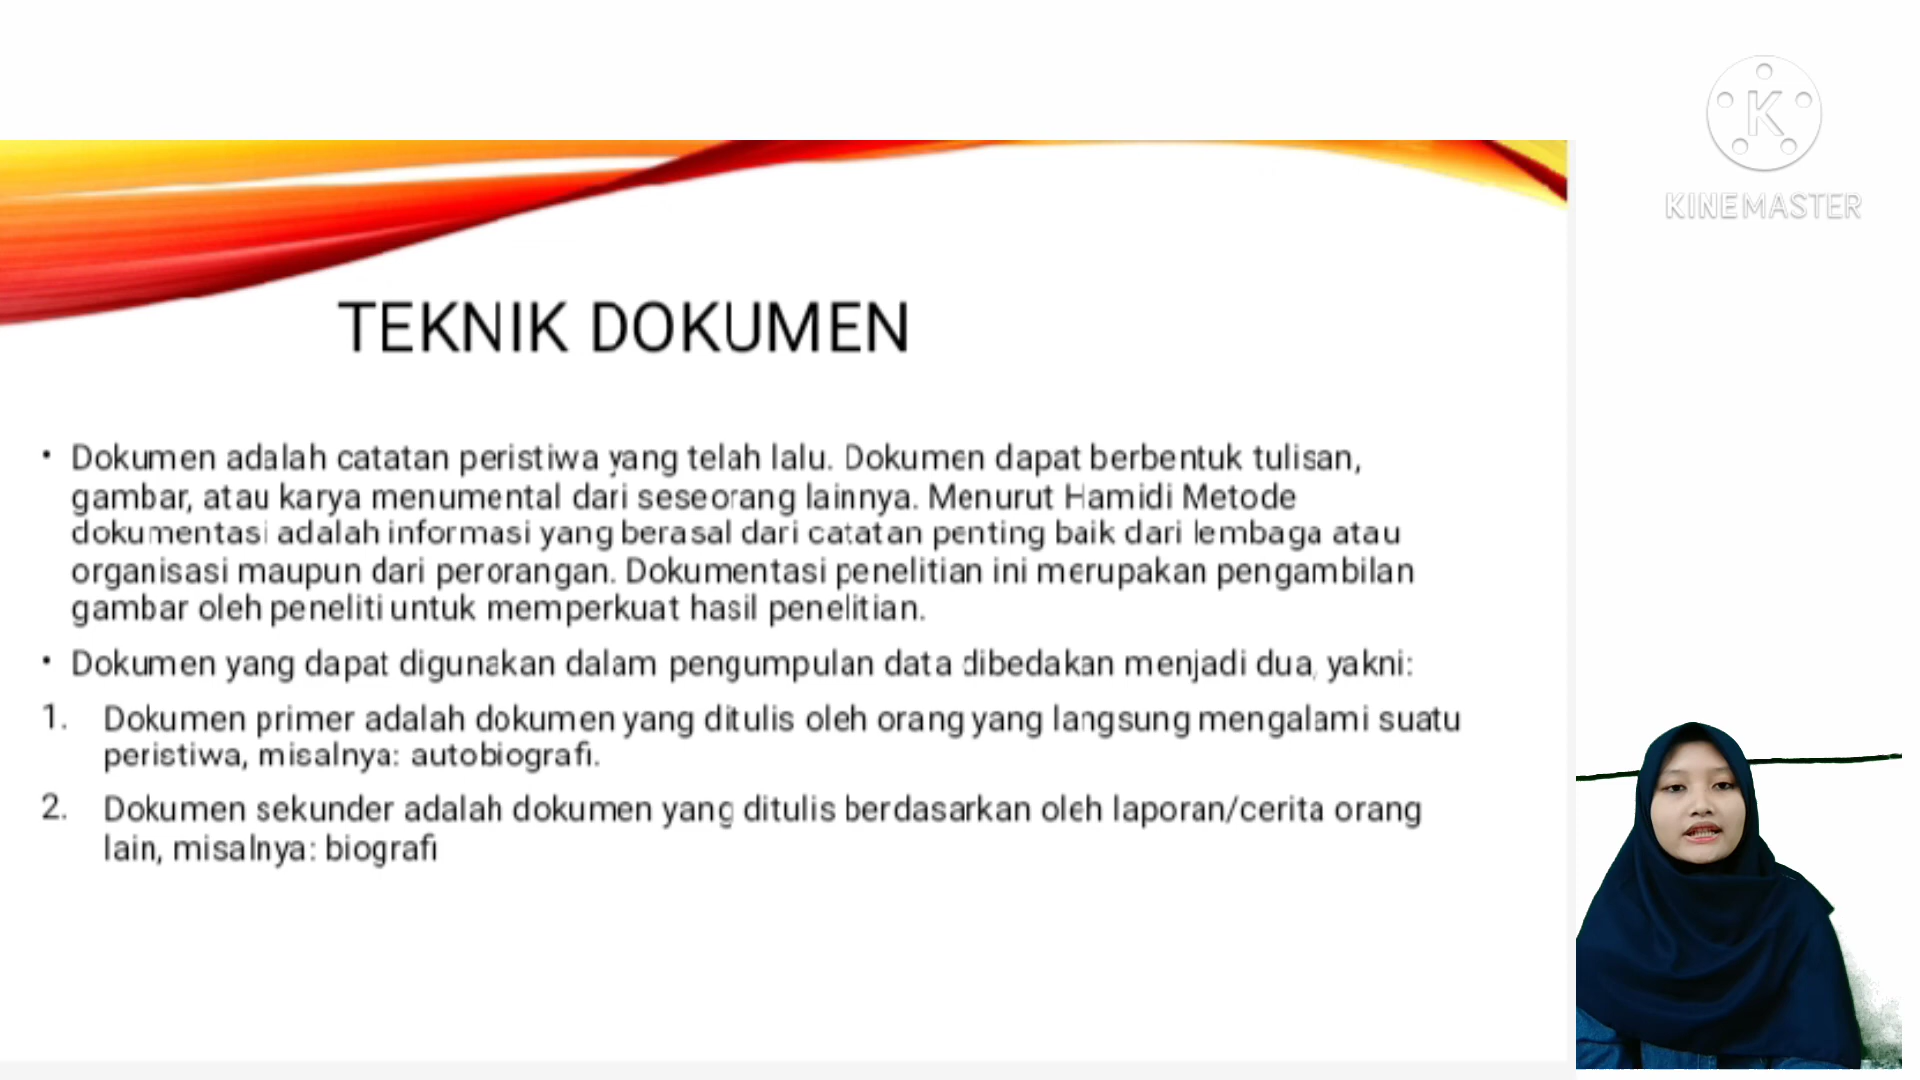 K
KINEMASTER
TEKNIK DOKUMEN
• Dokumen adalah catatan peristiwa yang telah lalu. Dokumen dapat berbentuk tulisan,
gambar, atau karya menumental dari seseorang lainnya. Menurut Hamidi Metode
dokumentasi adalah informasi yang berasal dari catatan penting baik dari lembaga atau
organisasi maupun dari perorangan. Dokumentasi penelitian ini merupakan pengambilan
gambar oleh peneliti untuk memperkuat hasil penelitian.
• Dokumen yang dapat digunakan dalam pengumpulan data dibedakan menjadi dua, yakni:
1. Dokumen primer adalah dokumen yang ditulis oleh orang yang langsung mengalami suatu
peristiwa, misalnya: autobiografi.
2. Dokumen sekunder adalah dokumen yang ditulis berdasarkan oleh laporan/cerita orang
lain, misalnya: biografi